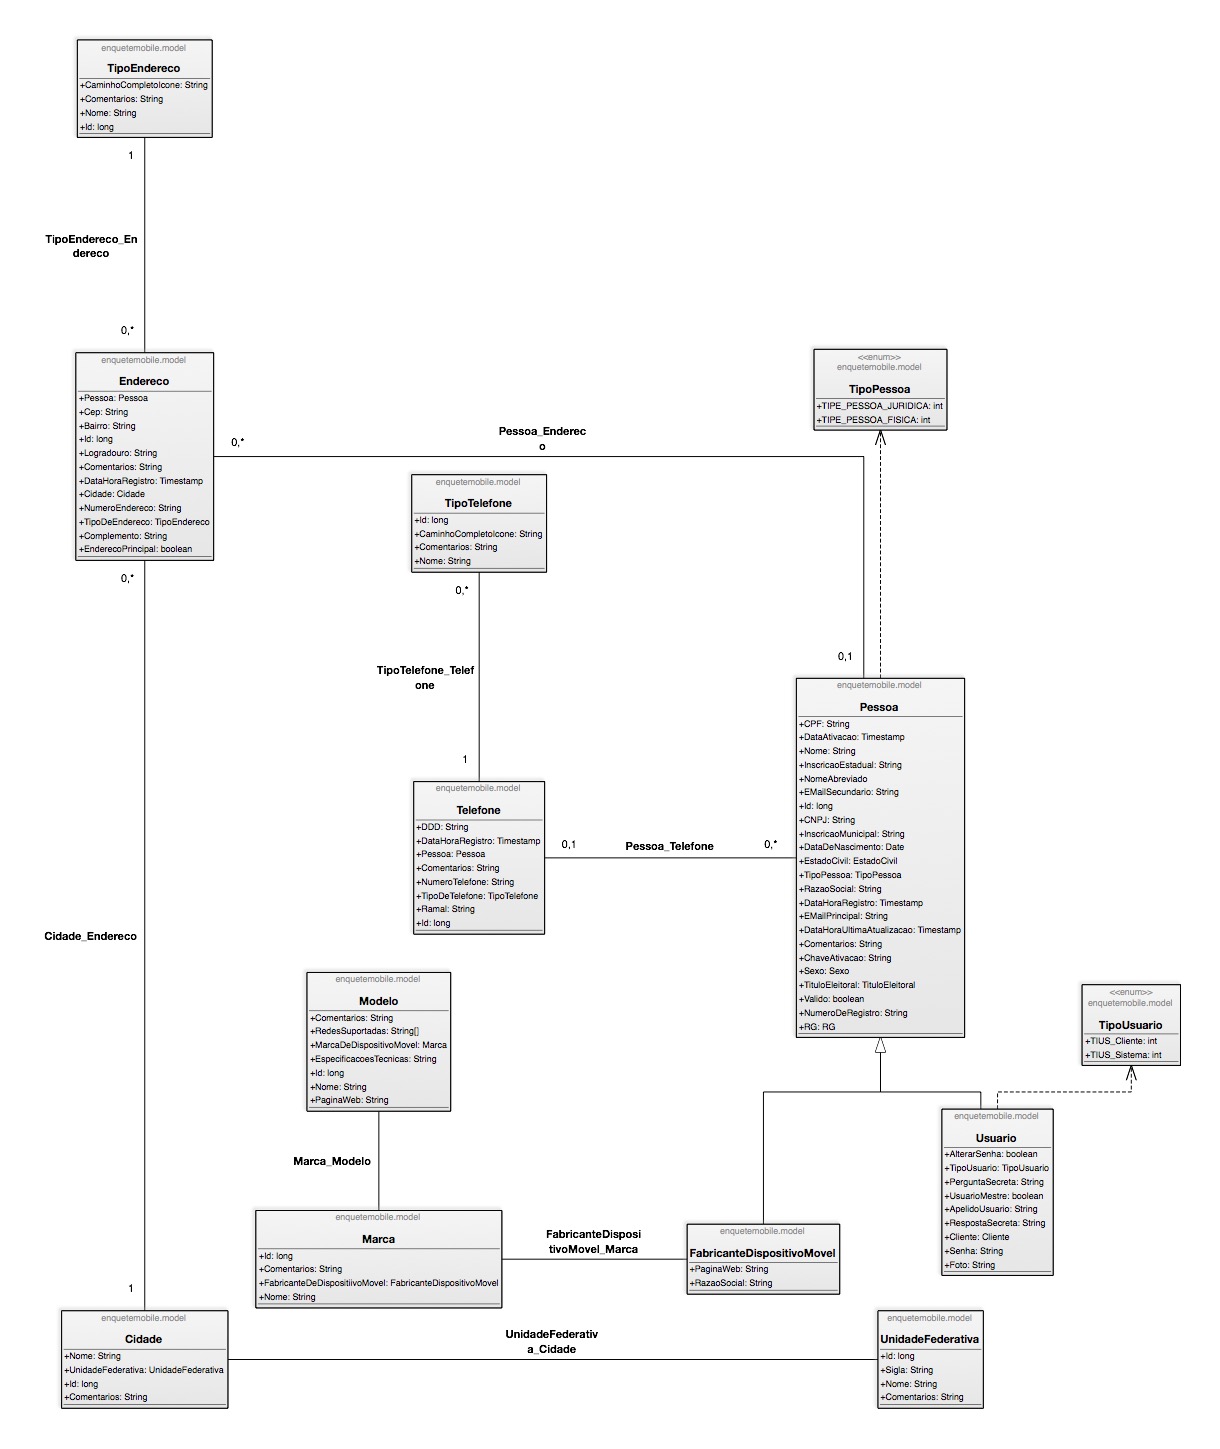 enquetemobile.model
TipoEndereco
+CaminhoCompletoIcone: String
+Comentarios: String
+Nome: String
+Id: long
1
TipoEndereco_En
dereco
0,*
enquetemobile.model
Endereco
+Pessoa: Pessoa
+Cep: String
+Bairro: String
+Id: long
+Logradouro: String
+Comentarios: String
+DataHoraRegistro: Timestamp
+Cidade: Cidade
+NumeroEndereco: String
+TipoDeEndereco: TipoEndereco
+Complemento: String
+EnderecoPrincipal: boolean
0,*
Pessoa_Enderec
o
0,1
<<enum>>
enquetemobile.model
TipoPessoa
+TIPE_PESSOA_JURIDICA: int
+TIPE_PESSOA_FISICA: int
enquetemobile.model
TipoTelefone
+Id: long
+CaminhoCompletoIcone: String
+Comentarios: String
+Nome: String
0,*
TipoTelefone_Telef
one
1
enquetemobile.model
Telefone
+DDD: String
+DataHoraRegistro: Timestamp
+Pessoa: Pessoa
+Comentarios: String
+NumeroTelefone: String
+TipoDeTelefone: TipoTelefone
+Ramal: String
+Id: long
0,1
Pessoa_Telefone
0,*
enquetemobile.model
Pessoa
+CPF: String
+DataAtivacao: Timestamp
+Nome: String
+InscricaoEstadual: String
+NomeAbreviado
+EMailSecundario: String
+Id: long
+CNPJ: String
+InscricaoMunicipal: String
+DataDeNascimento: Date
+EstadoCivil: EstadoCivil
+TipoPessoa: TipoPessoa
+RazaoSocial: String
+DataHoraRegistro: Timestamp
+EMailPrincipal: String
+DataHoraUltimaAtualizacao: Timestamp
+Comentarios: String
+ChaveAtivacao: String
+Sexo: Sexo
+TituloEleitoral: TituloEleitoral
+Valido: boolean
+NumeroDeRegistro: String
+RG: RG
0,*
Cidade_Endereco
1
enquetemobile.model
Modelo
+Comentarios: String
+RedesSuportadas: String[]
+MarcaDeDispositivoMovel: Marca
+EspecificacoesTecnicas: String
+Id: long
+Nome: String
+PaginaWeb: String
Marca_Modelo
<<enum>>
enquetemobile.model
TipoUsuario
+TIUS_Cliente: int
+TIUS_Sistema: int
enquetemobile.model
Usuario
+AlterarSenha: boolean
+TipoUsuario: TipoUsuario
+PerguntaSecreta: String
+UsuarioMestre: boolean
+ApelidoUsuario: String
+RespostaSecreta: String
+Cliente: Cliente
+Senha: String
+Foto: String
enquetemobile.model
Marca
+Id: long
+Comentarios: String
+FabricanteDeDispositiivoMovel: FabricanteDispositivoMovel
+Nome: String
FabricanteDisposi
tivoMovel_Marca
enquetemobile.model
FabricanteDispositivoMovel
+PaginaWeb: String
+RazaoSocial: String
enquetemobile.model
Cidade
+Nome: String
+UnidadeFederativa: UnidadeFederativa
+Id: long
+Comentarios: String
UnidadeFederativ
a_Cidade
enquetemobile.model
UnidadeFederativa
+Id: long
+Sigla: String
+Nome: String
+Comentarios: String